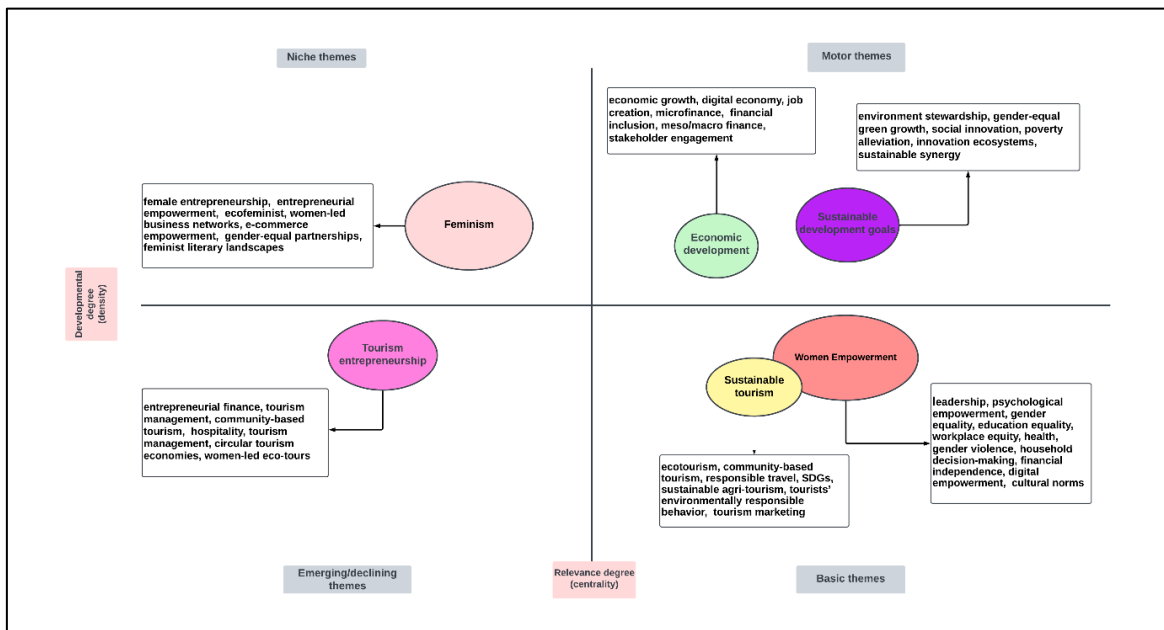 Niche themes
Motor themes
economic growth, digital economy, job
creation, microfinance, financial
inclusion, meso/macro finance,
stakeholder engagement
environment stewardship, gender-equal
green growth, social innovation, poverty
alleviation, innovation ecosystems,
sustainable synergy
female entrepreneurship, entrepreneurial
empowerment, ecofeminist, women-led
business networks, e-commerce
empowerment, gender-equal partnerships,
feminist literary landscapes
Feminism
Economic
development
Sustainable
development goals
Developmental
degree
(density)
Tourism
entrepreneurship
Women Empowerment
Sustainable
tourism
entrepreneurial finance, tourism
management, community-based
tourism, hospitality, tourism
management, circular tourism
economies, women-led eco-tours
leadership, psychological
empowerment, gender
equality, education equality,
workplace equity, health,
gender violence, household
decision-making, financial
independence, digital
empowerment, cultural norms
ecotourism, community-based
tourism, responsible travel, SDGs,
sustainable agri-tourism, tourists'
environmentally responsible
behavior, tourism marketing
Emerging/declining
themes
Relevance degree
(centrality)
Basic themes